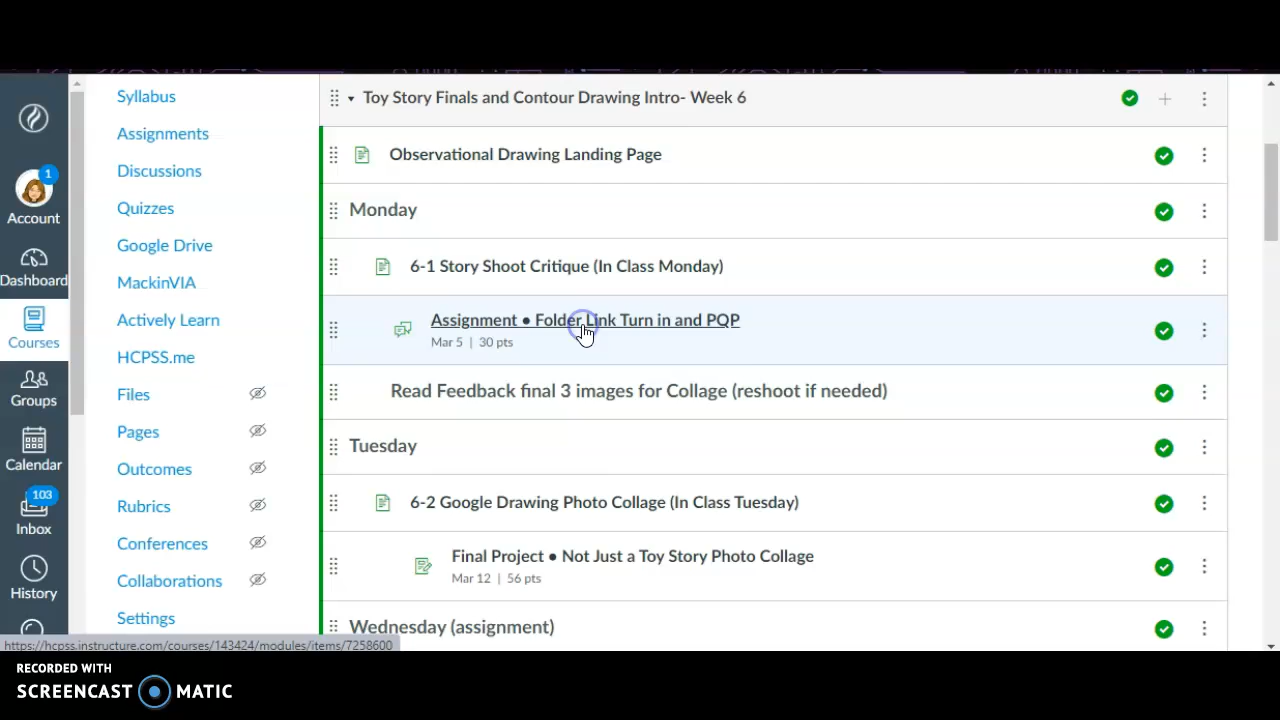 Syllabus
Assignments
Discussions
Quizzes
Google Drive
MackinVIA
Actively Learn
HCPSS.me
Files
Pages
Outcomes
Rubrics
Conferences
Collaborations
Settings
1
Account
Dashboard
Courses
Groups
Calendar
103
Inbox
History
Toy Story Finals and Contour Drawing Intro- Week 6
Observational Drawing Landing Page
Monday
6-1 Story Shoot Critique (In Class Monday)
Assignment • Folder Link Turn in and PQP
Mar 5 | 30 pts
Read Feedback final 3 images for Collage (reshoot if needed)
Tuesday
6-2 Google Drawing Photo Collage (In Class Tuesday)
Final Project • Not Just a Toy Story Photo Collage
Mar 12 | 56 pts
Wednesday (assignment)
https://hcpss.instructure.com/courses/143424/modules/items/7258600
RECORDED WITH
SCREENCAST MATIC